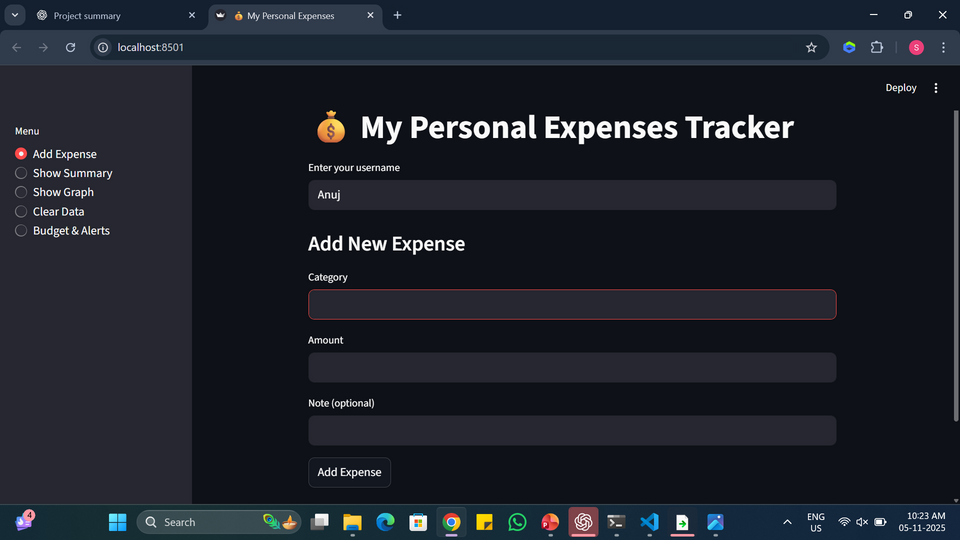 Project summary
My Personal Expenses
localhost:8501
S
Deploy
Menu
Add Expense
Show Summary
Show Graph
Clear Data
Budget & Alerts
$ My Personal Expenses Tracker
Enter your username
Anuj
Add New Expense
Category
Amount
Note (optional)
Add Expense
4
Search
ENG
US
10:23 AM
05-11-2025